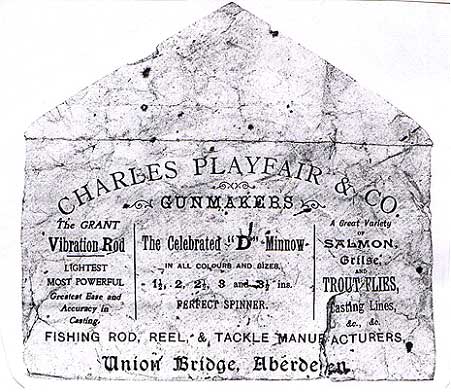 CHARLES PLAYFAIR & CO.
GUNMAKERS
The GRANT
Vibration Rod
LIGHTEST
MOST POWERFUL
Greatest Ease and
Accuracy in
Casting.
The Celebrated "D" Minnow
IN ALL COLOURS AND SIZES,
1½, 2, 2½, 3 and 3½ ins.
PERFECT SPINNER.
A Great Variety
OF
SALMON,
Grilse
AND
TROUT FLIES,
Casting Lines,
&c., &c.
FISHING ROD, REEL, & TACKLE MANUFACTURERS,
Union Bridge, Aberdeen.